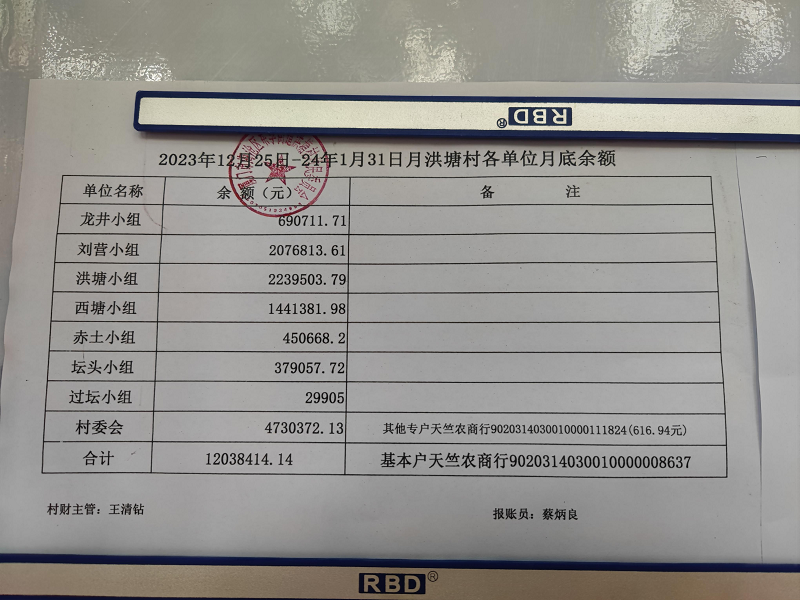 RBD®
2023年12月25日-24年1月31日月洪塘村各单位月底余额
单位名称 余 额（元） 备 注
龙井小组 690711.71
刘营小组 2076813.61
洪塘小组 2239503.79
西塘小组 1441381.98
赤土小组 450668.2
坛头小组 379057.72
过坛小组 29905
村委会 4730372.13 其他专户天竺农商行9020314030010000111824(616.94元)
合计 12038414.14 基本户天竺农商行9020314030010000008637
村财主管：王清钻 报账员：蔡炳良
RBD®